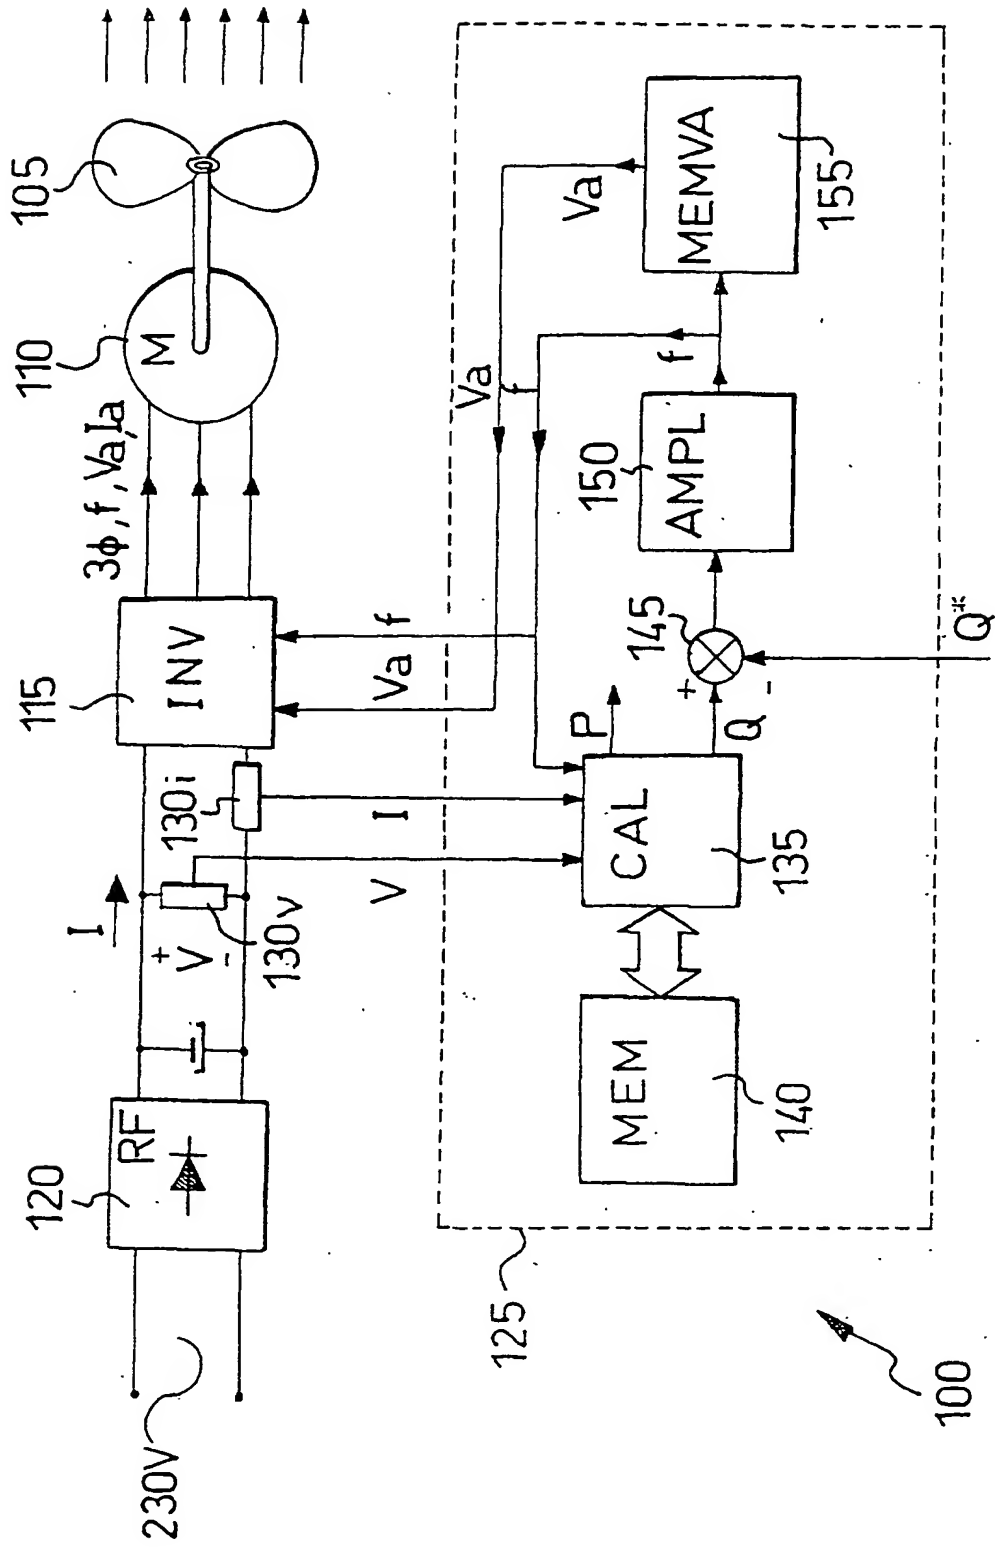 230V
120
RF
I
+
V
-
130v
130i
115
INV
3ϕ, f, Va, Ia
110
M
105
V
I
Va
f
Va
f
125
MEM
140
CAL
135
P
Q
+
-
145
150
AMPL
f
Va
MEMVA
155
Q*
100